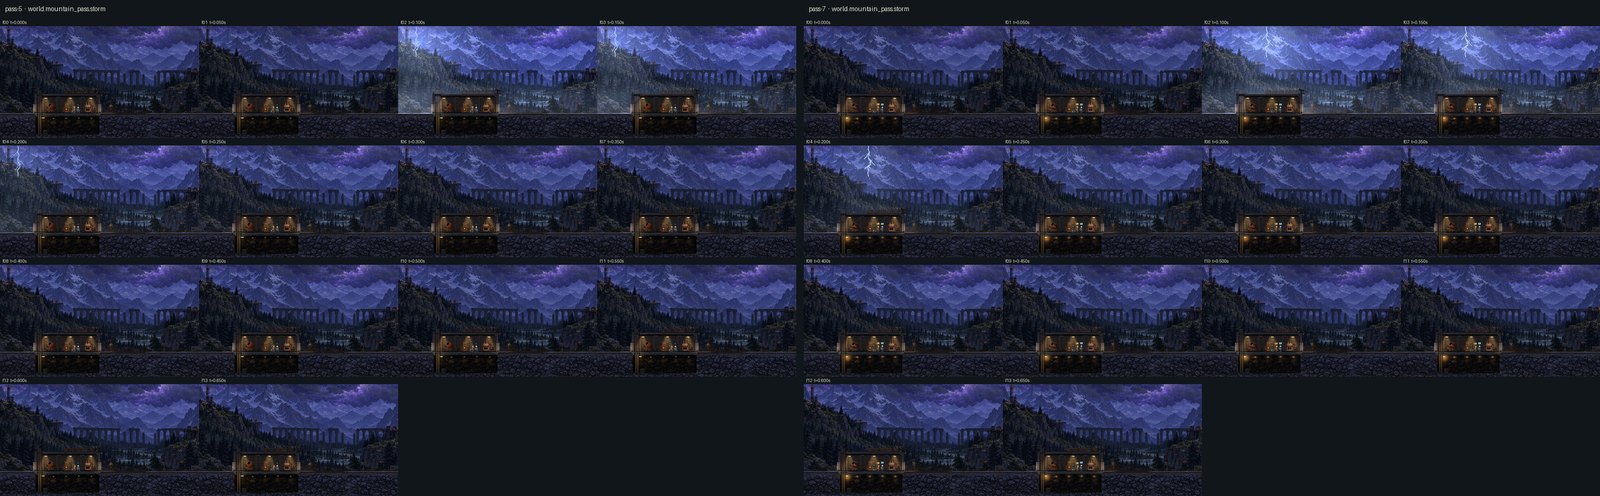 pass-5 · world.mountain_pass.storm
f00 t=0.000s
f01 t=0.050s
f02 t=0.100s
f03 t=0.150s
f04 t=0.200s
f05 t=0.250s
f06 t=0.300s
f07 t=0.350s
f08 t=0.400s
f09 t=0.450s
f10 t=0.500s
f11 t=0.550s
f12 t=0.600s
f13 t=0.650s
pass-7 · world.mountain_pass.storm
f00 t=0.000s
f01 t=0.050s
f02 t=0.100s
f03 t=0.150s
f04 t=0.200s
f05 t=0.250s
f06 t=0.300s
f07 t=0.350s
f08 t=0.400s
f09 t=0.450s
f10 t=0.500s
f11 t=0.550s
f12 t=0.600s
f13 t=0.650s